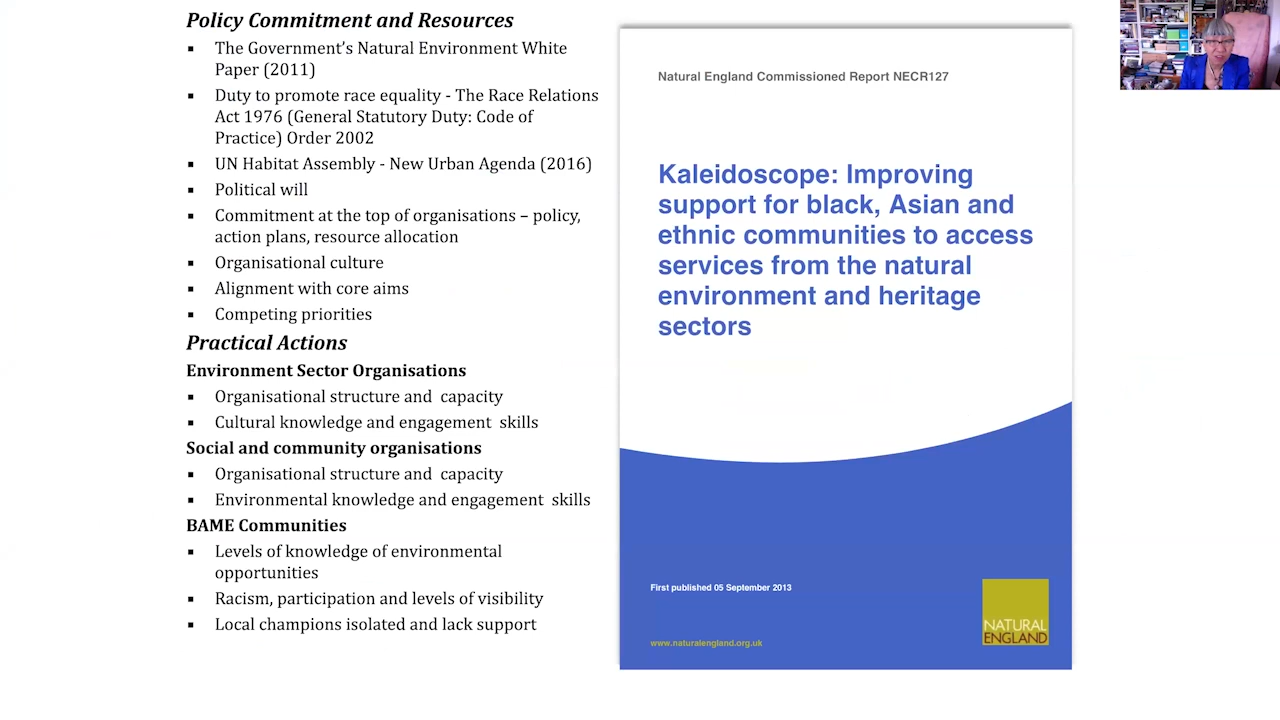 Policy Commitment and Resources
▪ The Government’s Natural Environment White
Paper (2011)
▪ Duty to promote race equality - The Race Relations
Act 1976 (General Statutory Duty: Code of
Practice) Order 2002
▪ UN Habitat Assembly - New Urban Agenda (2016)
▪ Political will
▪ Commitment at the top of organisations – policy,
action plans, resource allocation
▪ Organisational culture
▪ Alignment with core aims
▪ Competing priorities
Practical Actions
Environment Sector Organisations
▪ Organisational structure and capacity
▪ Cultural knowledge and engagement skills
Social and community organisations
▪ Organisational structure and capacity
▪ Environmental knowledge and engagement skills
BAME Communities
▪ Levels of knowledge of environmental
opportunities
▪ Racism, participation and levels of visibility
▪ Local champions isolated and lack support
Natural England Commissioned Report NECR127
Kaleidoscope: Improving
support for black, Asian and
ethnic communities to access
services from the natural
environment and heritage
sectors
First published 05 September 2013
www.naturalengland.org.uk
NATURAL
ENGLAND